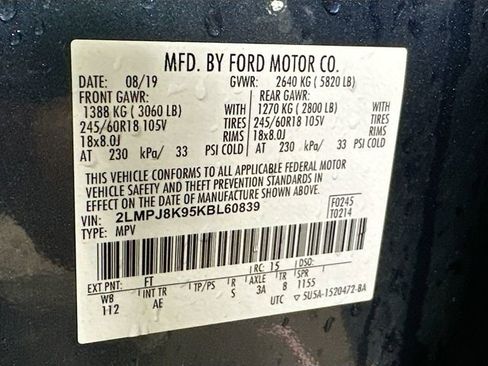 MFD. BY FORD MOTOR CO.
DATE: 08/19 GVWR: 2640 KG ( 5820 LB)
FRONT GAWR: REAR GAWR:
1388 KG ( 3060 LB) WITH 1270 KG ( 2800 LB) WITH
245/60R18 105V TIRES 245/60R18 105V TIRES
18x8.0J RIMS 18x8.0J RIMS
AT 230 kPa/ 33 PSI COLD AT 230 kPa/ 33 PSI COLD
THIS VEHICLE CONFORMS TO ALL APPLICABLE FEDERAL MOTOR
VEHICLE SAFETY AND THEFT PREVENTION STANDARDS IN
EFFECT ON THE DATE OF MANUFACTURE SHOWN ABOVE.
VIN: 2LMPJ8K95KBL60839 F0245
TYPE: MPV T0214
EXT PNT: FT RC: 15
WB INT TR TP/PS R AXLE TR SPR
112 AE S 3A 8 1155
UTC ▽ 5U5A-1520472-BA